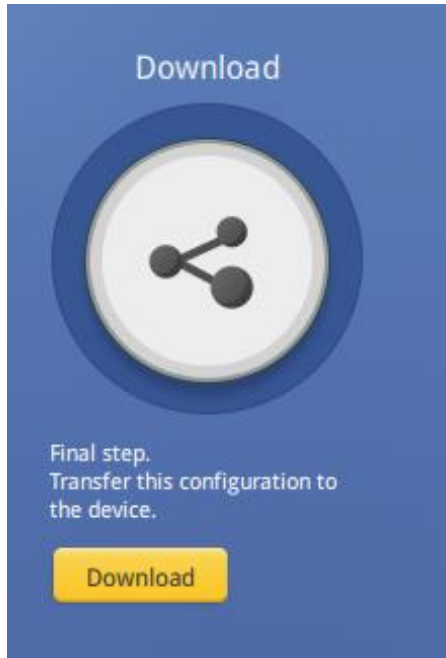 Download
Final step.
Transfer this configuration to
the device.
Download